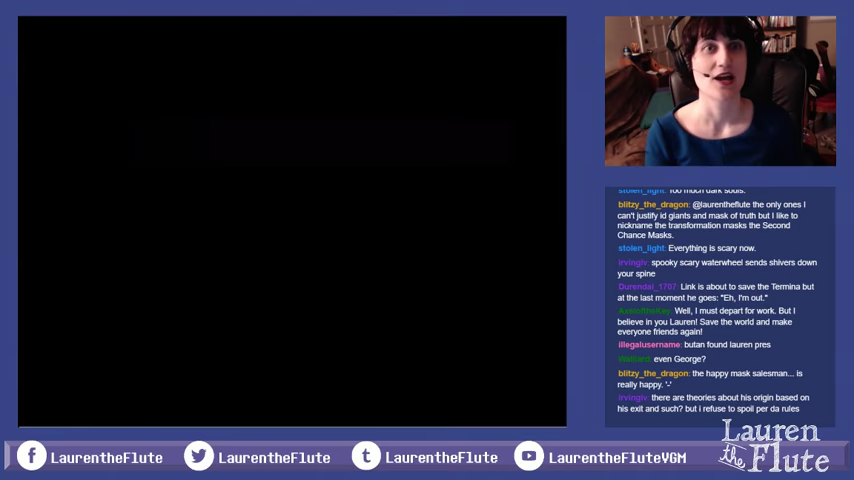 stolen_light: Too much dark souls.
blitzy_the_dragon: @laurentheflute the only ones I
can't justify id giants and mask of truth but i like to
nickname the transformation masks the Second
Chance Masks.
stolen_light: Everything is scary now.
irvingiv: spooky scary waterwheel sends shivers down
your spine
Durendal_1707: Link is about to save the Termina but
at the last moment he goes: "Eh, I'm out."
Well, I must depart for work. But I
believe in you Lauren! Save the world and make
everyone friends again!
illegalusername: butan found lauren pres
even George?
blitzy_the_dragon: the happy mask salesman... is
really happy. '-'
irvingiv: there are theories about his origin based on
his exit and such? but i refuse to spoil per da rules
Lauren
the Flute
LaurentheFlute
LaurentheFlute
LaurentheFlute
LaurentheFluteVGM